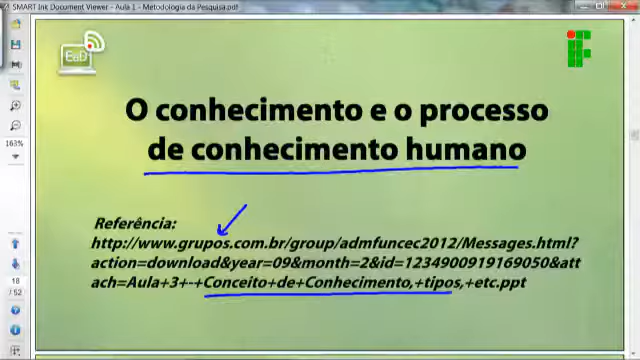 SMART Ink Document Viewer - Aula 1 - Metodologia da Pesquisa.pdf
EaD
O conhecimento e o processo
de conhecimento humano
163%
Referência:
http://www.grupos.com.br/group/admfuncec2012/Messages.html?
action=download&year=09&month=2&id=1234900919169050&att
ach=Aula+3+-+Conceito+de+Conhecimento,+tipos,+etc.ppt
18
/ 52